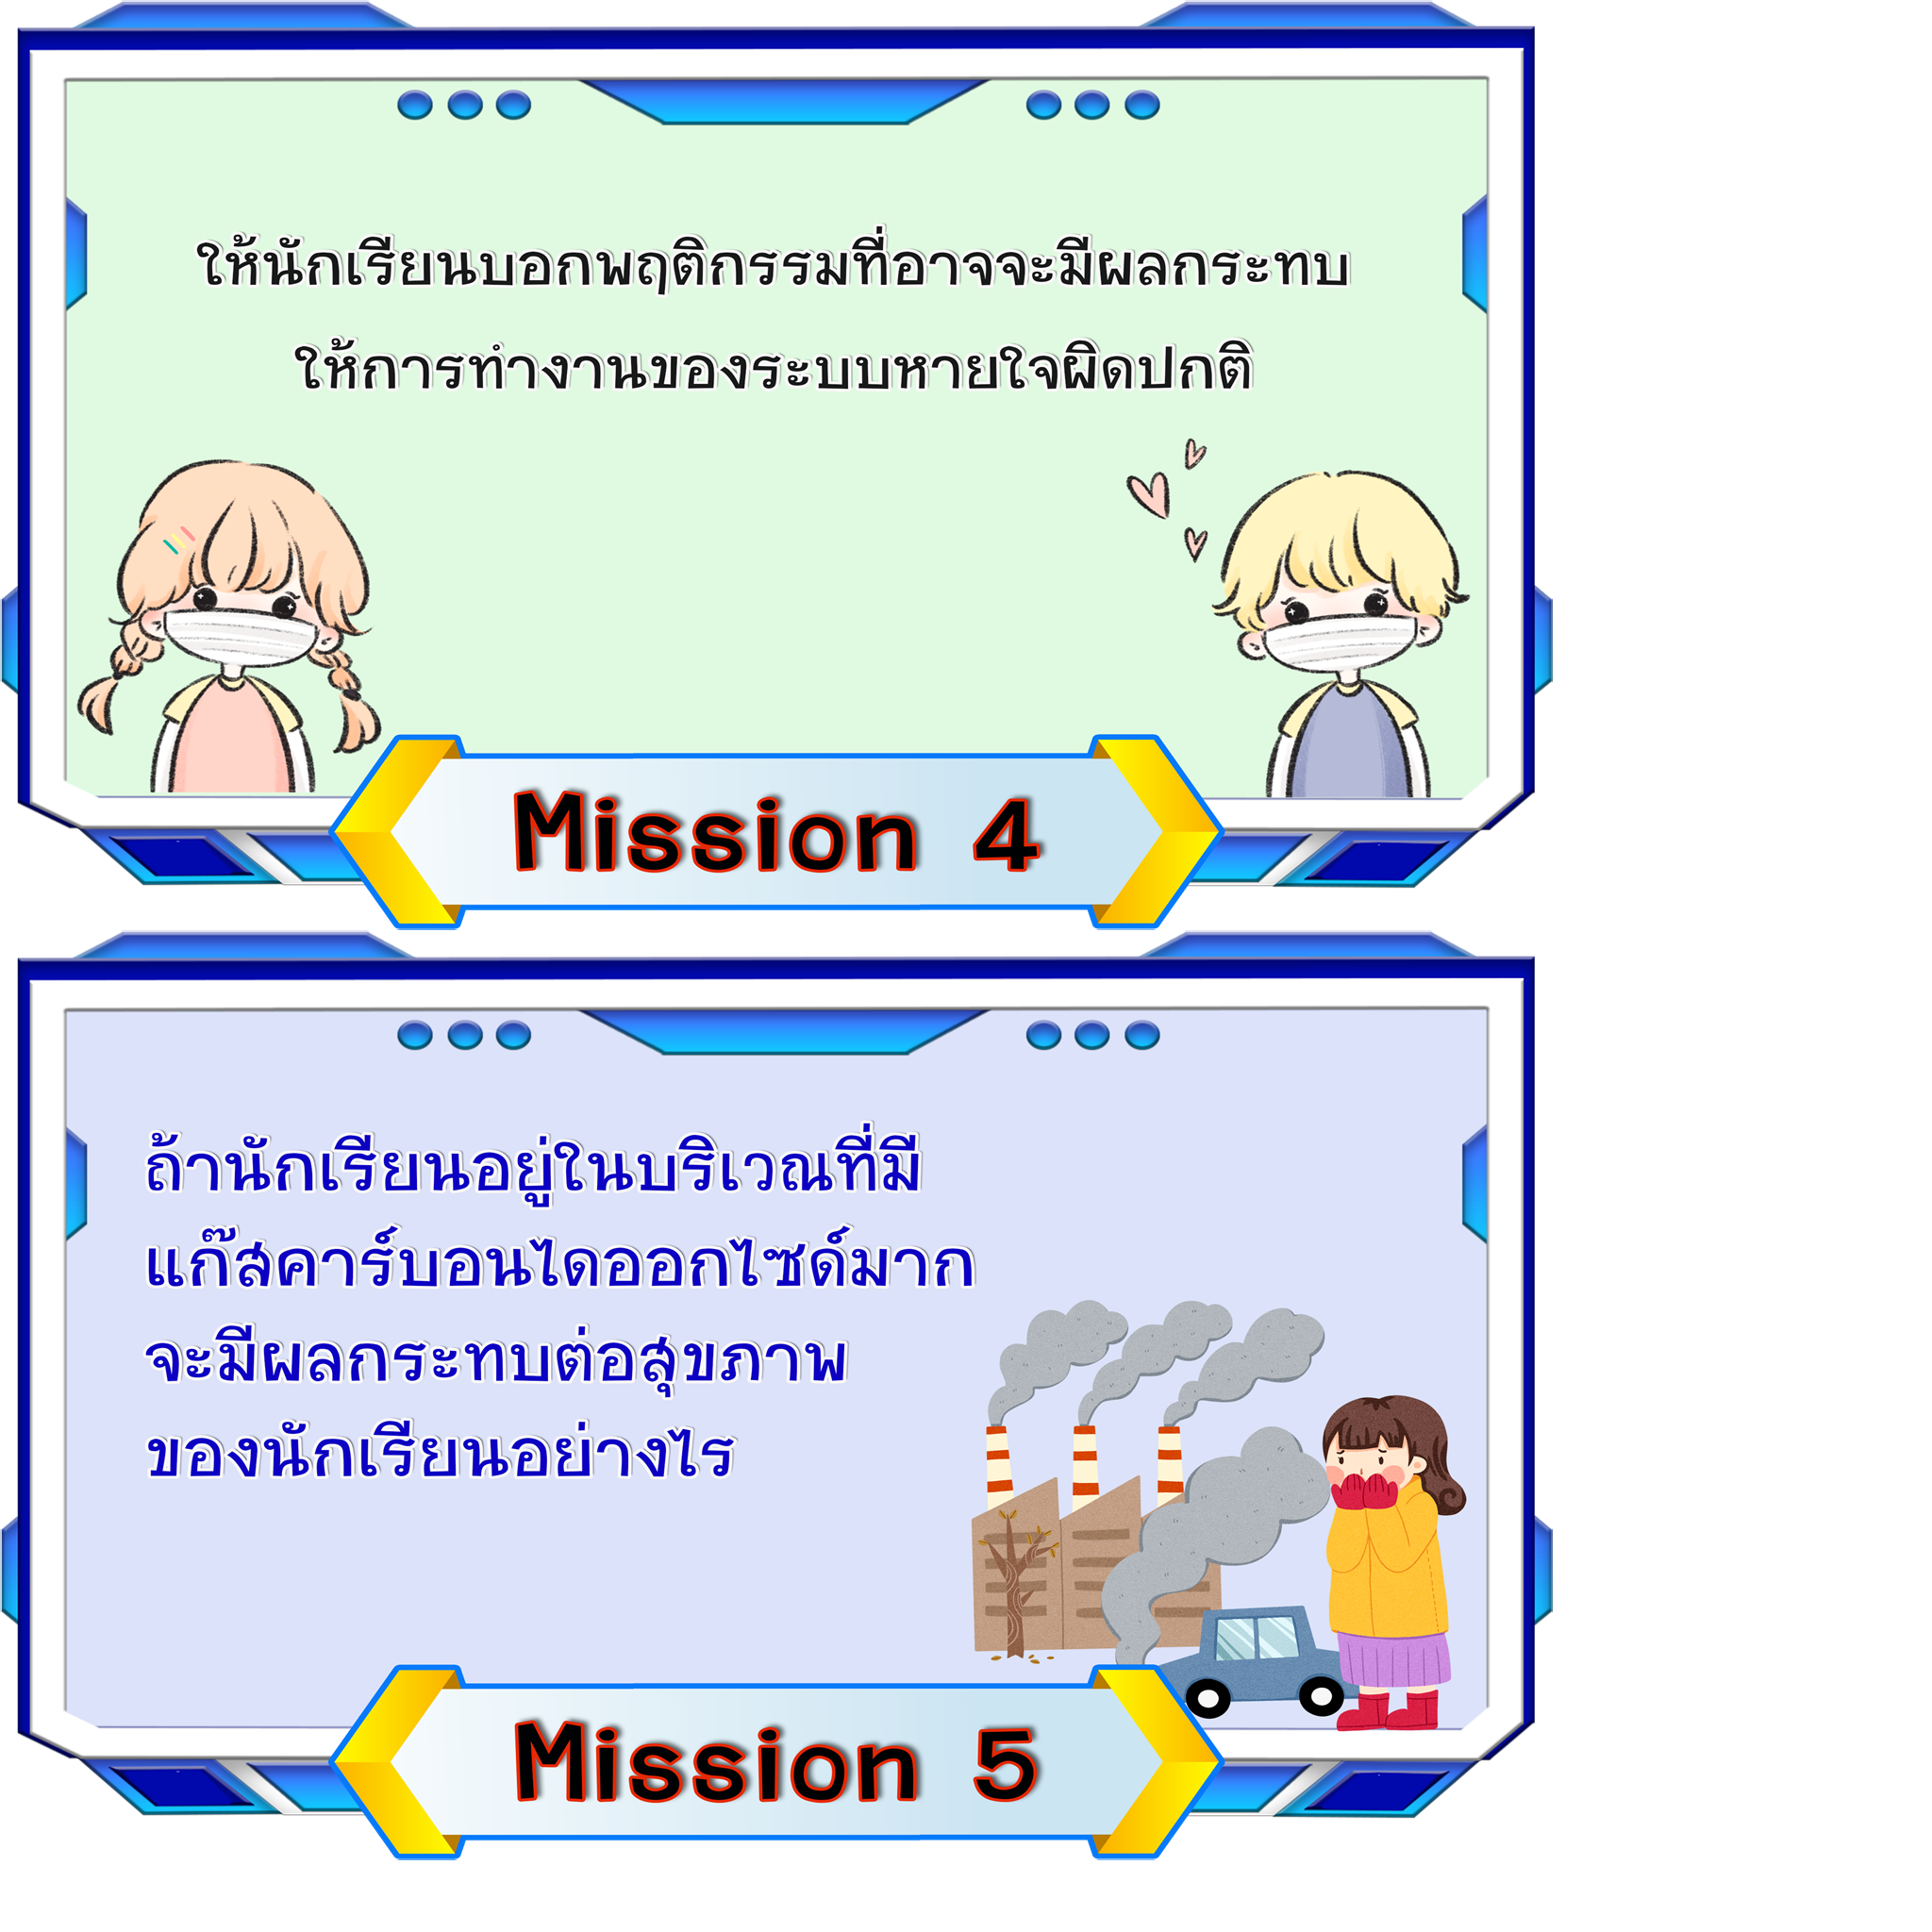 ให้นักเรียนบอกพฤติกรรมที่อาจจะมีผลกระทบ
ให้การทำงานของระบบหายใจผิดปกติ
Mission 4
ถ้านักเรียนอยู่ในบริเวณที่มี
แก๊สคาร์บอนไดออกไซด์มาก
จะมีผลกระทบต่อสุขภาพ
ของนักเรียนอย่างไร
Mission 5